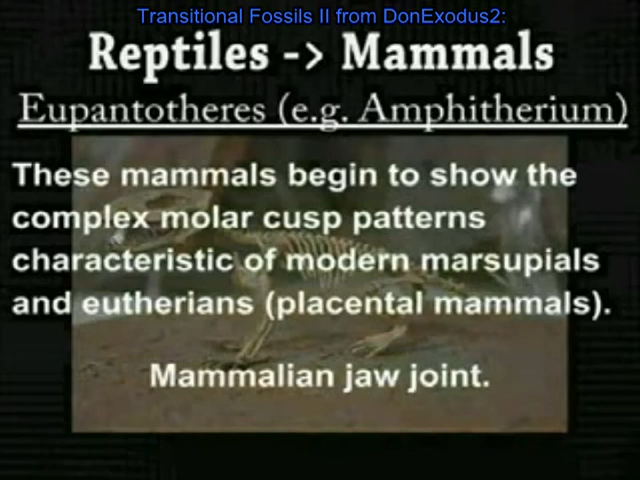 Transitional Fossils II from DonExodus2:
Reptiles -> Mammals
Eupantotheres (e.g. Amphitherium)
These mammals begin to show the
complex molar cusp patterns
characteristic of modern marsupials
and eutherians (placental mammals).
Mammalian jaw joint.